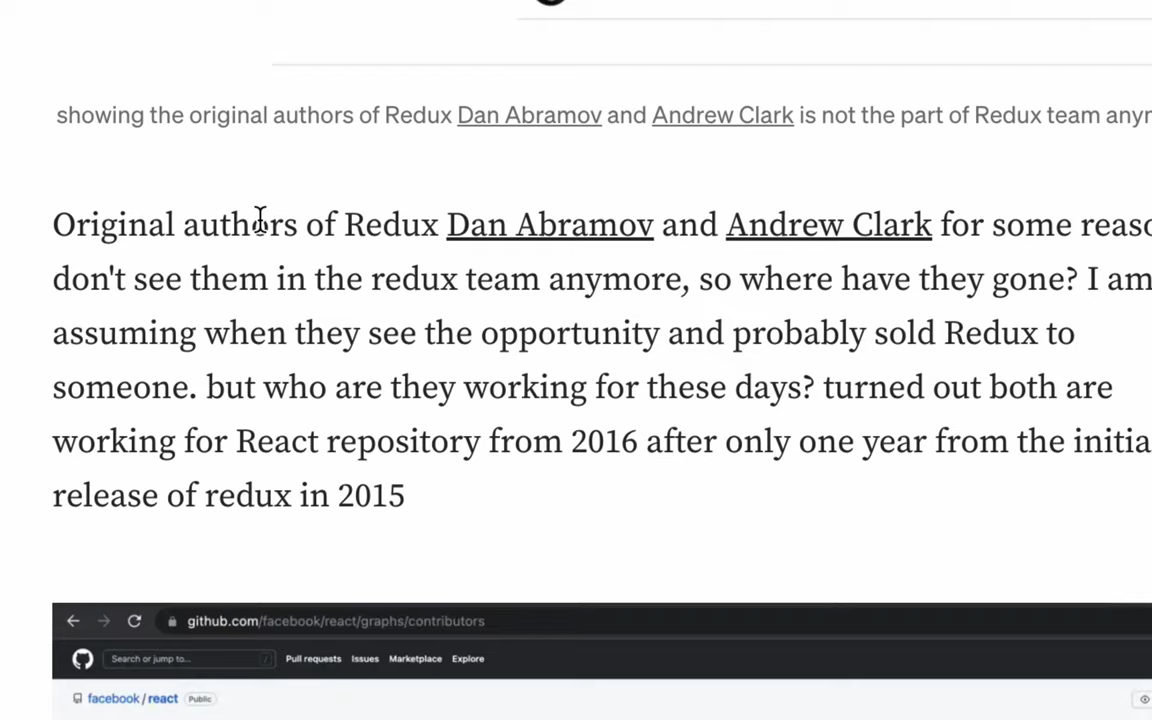 showing the original authors of Redux Dan Abramov and Andrew Clark is not the part of Redux team
Original authors of Redux Dan Abramov and Andrew Clark for some
don't see them in the redux team anymore, so where have they gone? I am
assuming when they see the opportunity and probably sold Redux to
someone. but who are they working for these days? turned out both are
working for React repository from 2016 after only one year from the
release of redux in 2015
github.com/facebook/react/graphs/contributors
Search or jump to... / Pull requests Issues Marketplace Explore
facebook/react Public